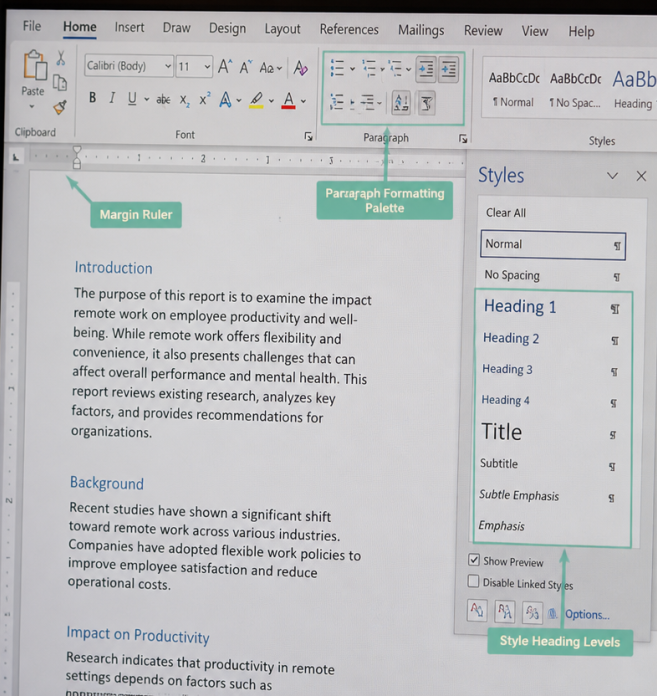 File Home Insert Draw Design Layout References Mailings Review View Help
Paste
Calibri (Body) 11 A A Aa A
B I U abc X₂ X² A A
AaBbCcDc AaBbCcDc AaBb
¶ Normal ¶ No Spac... Heading
Clipboard Font Paragraph Styles
1 2 1 3
Margin Ruler
Parzarafh Formatting
Palette
Introduction
The purpose of this report is to examine the impact
remote work on employee productivity and well-
being. While remote work offers flexibility and
convenience, it also presents challenges that can
affect overall performance and mental health. This
report reviews existing research, analyzes key
factors, and provides recommendations for
organizations.
Background
Recent studies have shown a significant shift
toward remote work across various industries.
Companies have adopted flexible work policies to
improve employee satisfaction and reduce
operational costs.
Impact on Productivity
Research indicates that productivity in remote
settings depends on factors such as
Styles
Clear All
Normal
No Spacing
Heading 1
Heading 2
Heading 3
Heading 4
Title
Subtitle
Subtle Emphasis
Emphasis
Show Preview
Disable Linked Styles
Options...
Style Heading Levels